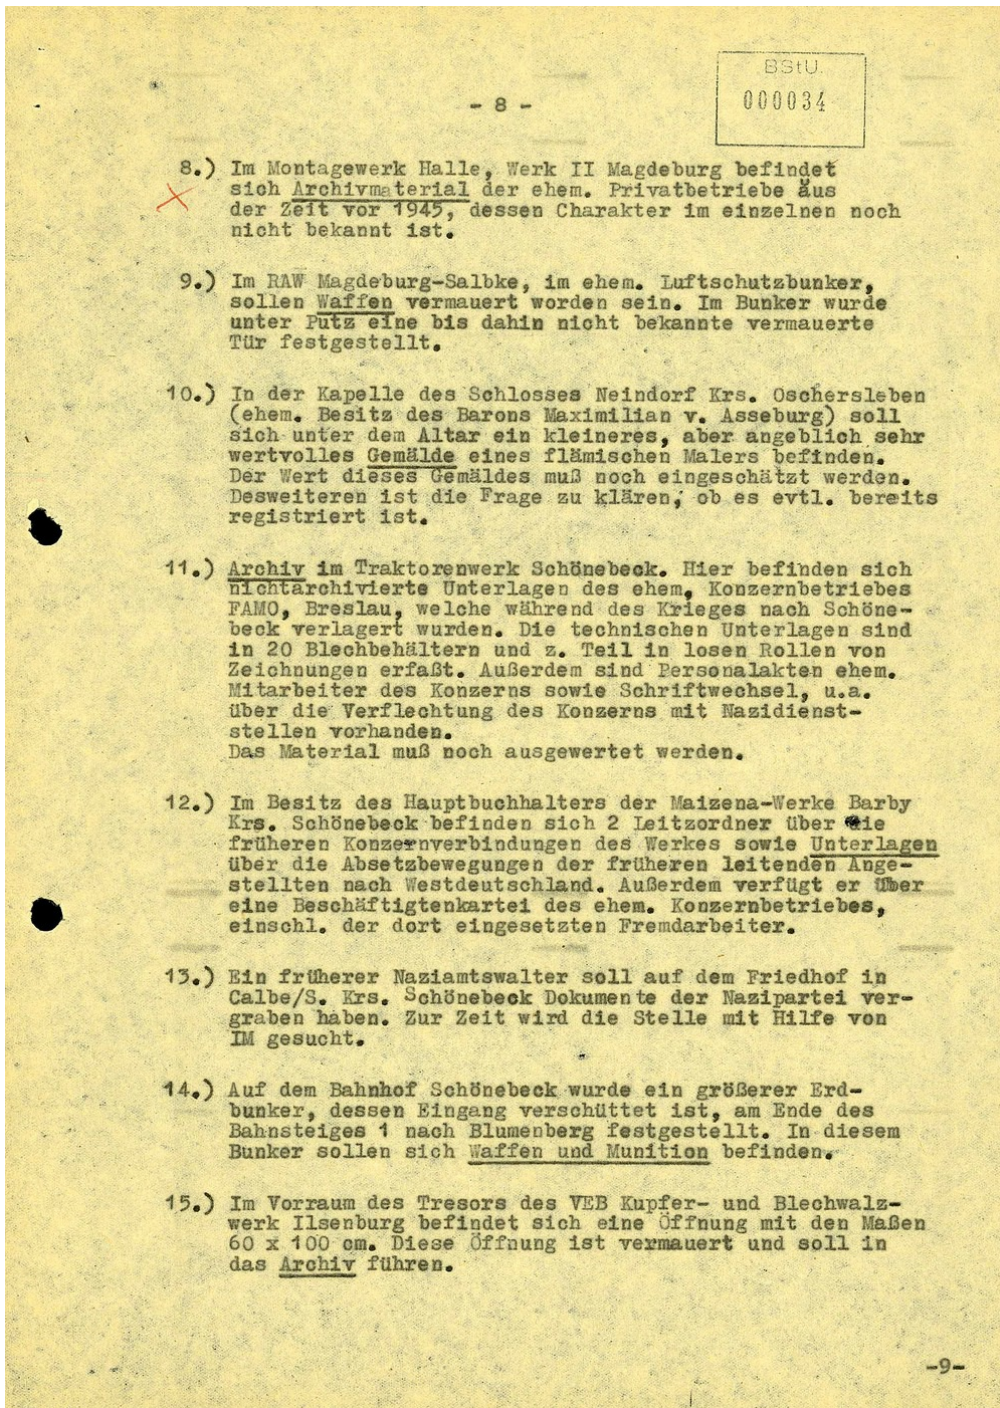 BStU.
000034
- 8 -
8.) Im Montagewerk Halle, Werk II Magdeburg befindet
sich Archivmaterial der ehem. Privatbetriebe aus
der Zeit vor 1945, dessen Charakter im einzelnen noch
nicht bekannt ist.
9.) Im RAW Magdeburg-Salbke, im ehem. Luftschutzbunker,
sollen Waffen vermauert worden sein. Im Bunker wurde
unter Putz eine bis dahin nicht bekannte vermauerte
Tür festgestellt.
10.) In der Kapelle des Schlosses Neindorf Krs. Oschersleben
(ehem. Besitz des Barons Maximilian v. Asseburg) soll
sich unter dem Altar ein kleineres, aber angeblich sehr
wertvolles Gemälde eines flämischen Malers befinden.
Der Wert dieses Gemäldes muß noch eingeschätzt werden.
Desweiteren ist die Frage zu klären, ob es evtl. bereits
registriert ist.
11.) Archiv im Traktorenwerk Schönebeck. Hier befinden sich
nichtarchivierte Unterlagen des ehem. Konzernbetriebes
FAMO, Breslau, welche während des Krieges nach Schöne-
beck verlagert wurden. Die technischen Unterlagen sind
in 20 Blechbehältern und z. Teil in losen Rollen von
Zeichnungen erfaßt. Außerdem sind Personalakten ehem.
Mitarbeiter des Konzerns sowie Schriftwechsel, u.a.
über die Verflechtung des Konzerns mit Nazidienst-
stellen vorhanden.
Das Material muß noch ausgewertet werden.
12.) Im Besitz des Hauptbuchhalters der Maizena-Werke Barby
Krs. Schönebeck befinden sich 2 Leitzordner über die
früheren Konzernverbindungen des Werkes sowie Unterlagen
über die Absetzbewegungen der früheren leitenden Ange-
stellten nach Westdeutschland. Außerdem verfügt er über
eine Beschäftigtenkartei des ehem. Konzernbetriebes,
einschl. der dort eingesetzten Fremdarbeiter.
13.) Ein früherer Naziamtswalter soll auf dem Friedhof in
Calbe/S. Krs. Schönebeck Dokumente der Nazipartei ver-
graben haben. Zur Zeit wird die Stelle mit Hilfe von
IM gesucht.
14.) Auf dem Bahnhof Schönebeck wurde ein größerer Erd-
bunker, dessen Eingang verschüttet ist, am Ende des
Bahnsteiges 1 nach Blumenberg festgestellt. In diesem
Bunker sollen sich Waffen und Munition befinden.
15.) Im Vorraum des Tresors des VEB Kupfer- und Blechwalz-
werk Ilsenburg befindet sich eine Öffnung mit den Maßen
60 x 100 cm. Diese Öffnung ist vermauert und soll in
das Archiv führen.
-9-